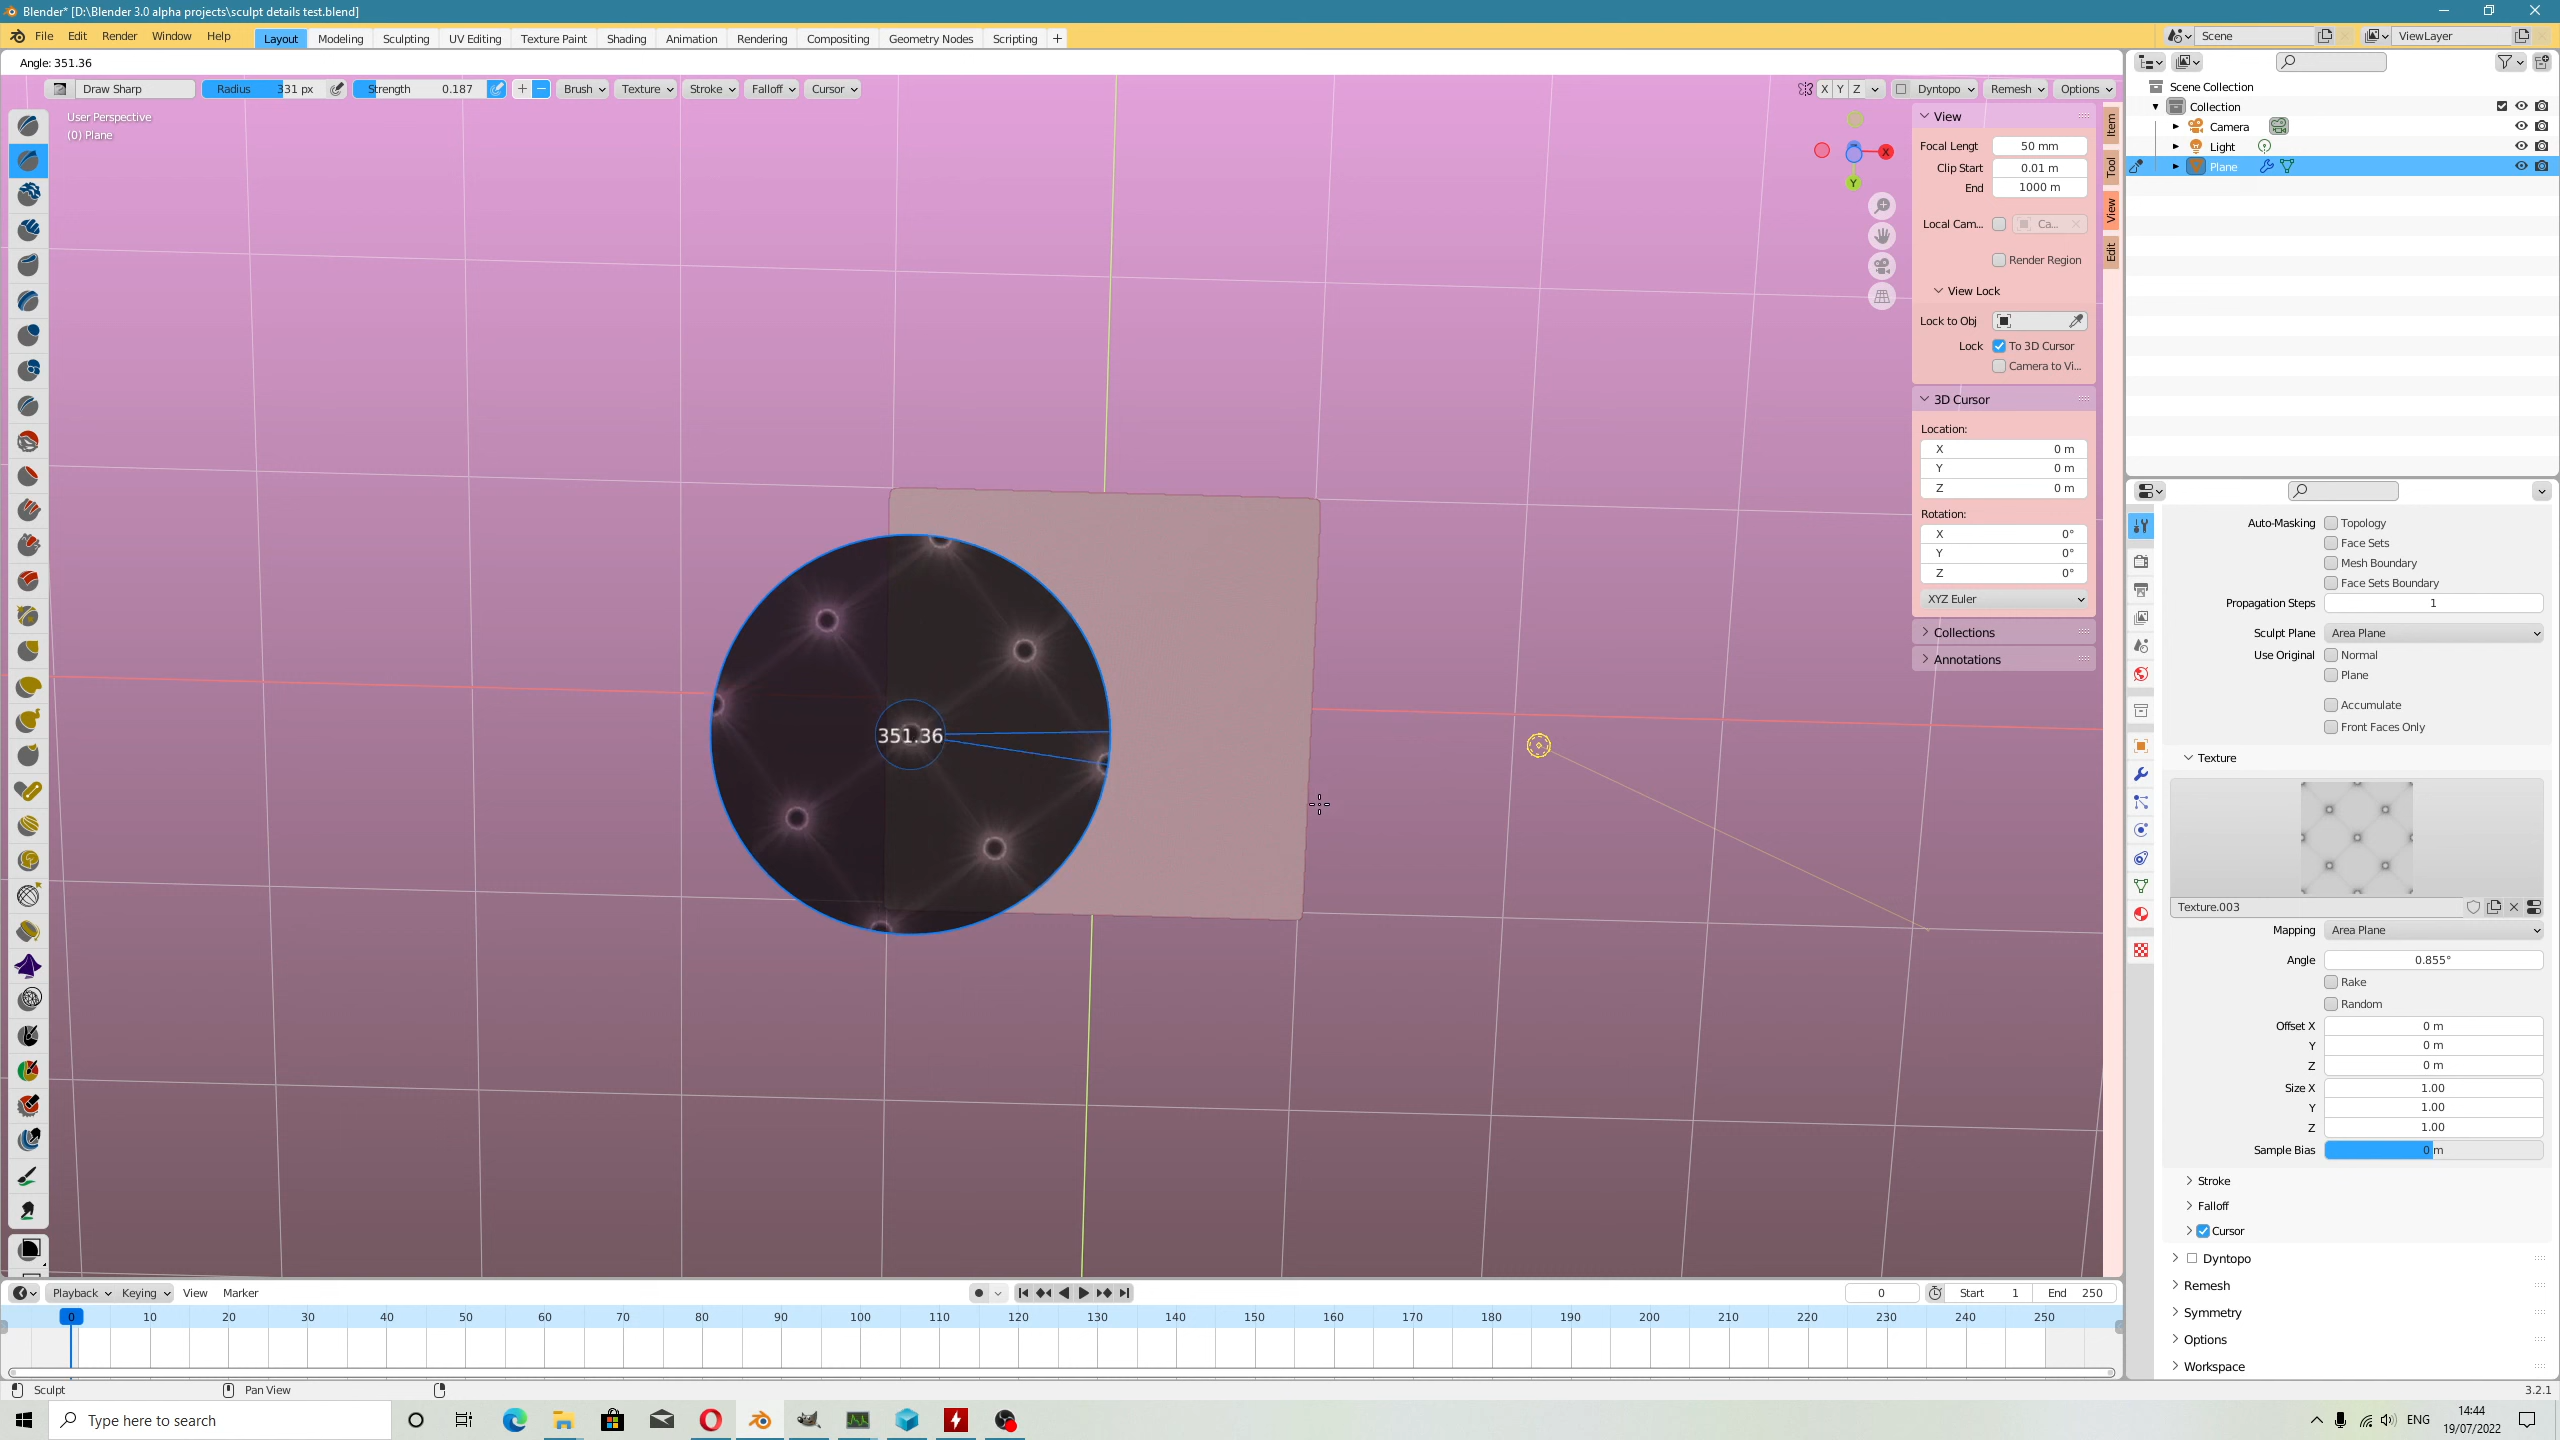 Blender* [D:\Blender 3.0 alpha projects\sculpt details test.blend]
File Edit Render Window Help Layout Modeling Sculpting UV Editing Texture Paint Shading Animation Rendering Compositing Geometry Nodes Scripting + Scene ViewLayer
Angle: 351.36
Draw Sharp Radius 331 px Strength 0.187 Brush Texture Stroke Falloff Cursor X Y Z Dyntopo Remesh Options
User Perspective
(0) Plane
X
Y
351.36
View
Focal Lengt 50 mm
Clip Start 0.01 m
End 1000 m
Local Cam... Ca...
Render Region
View Lock
Lock to Obj
Lock To 3D Cursor
Camera to Vi...
3D Cursor
Location:
X 0 m
Y 0 m
Z 0 m
Rotation:
X 0°
Y 0°
Z 0°
XYZ Euler
Collections
Annotations
Item
Tool
View
Edit
Scene Collection
Collection
Camera
Light
Plane
Auto-Masking Topology
Face Sets
Mesh Boundary
Face Sets Boundary
Propagation Steps 1
Sculpt Plane Area Plane
Use Original Normal
Plane
Accumulate
Front Faces Only
Texture
Texture.003
Mapping Area Plane
Angle 0.855°
Rake
Random
Offset X 0 m
Y 0 m
Z 0 m
Size X 1.00
Y 1.00
Z 1.00
Sample Bias 0 m
Stroke
Falloff
Cursor
Dyntopo
Remesh
Symmetry
Options
Workspace
Playback Keying View Marker 0 Start 1 End 250
0 10 20 30 40 50 60 70 80 90 100 110 120 130 140 150 160 170 180 190 200 210 220 230 240 250
Sculpt Pan View 3.2.1
Type here to search ENG
14:44
19/07/2022